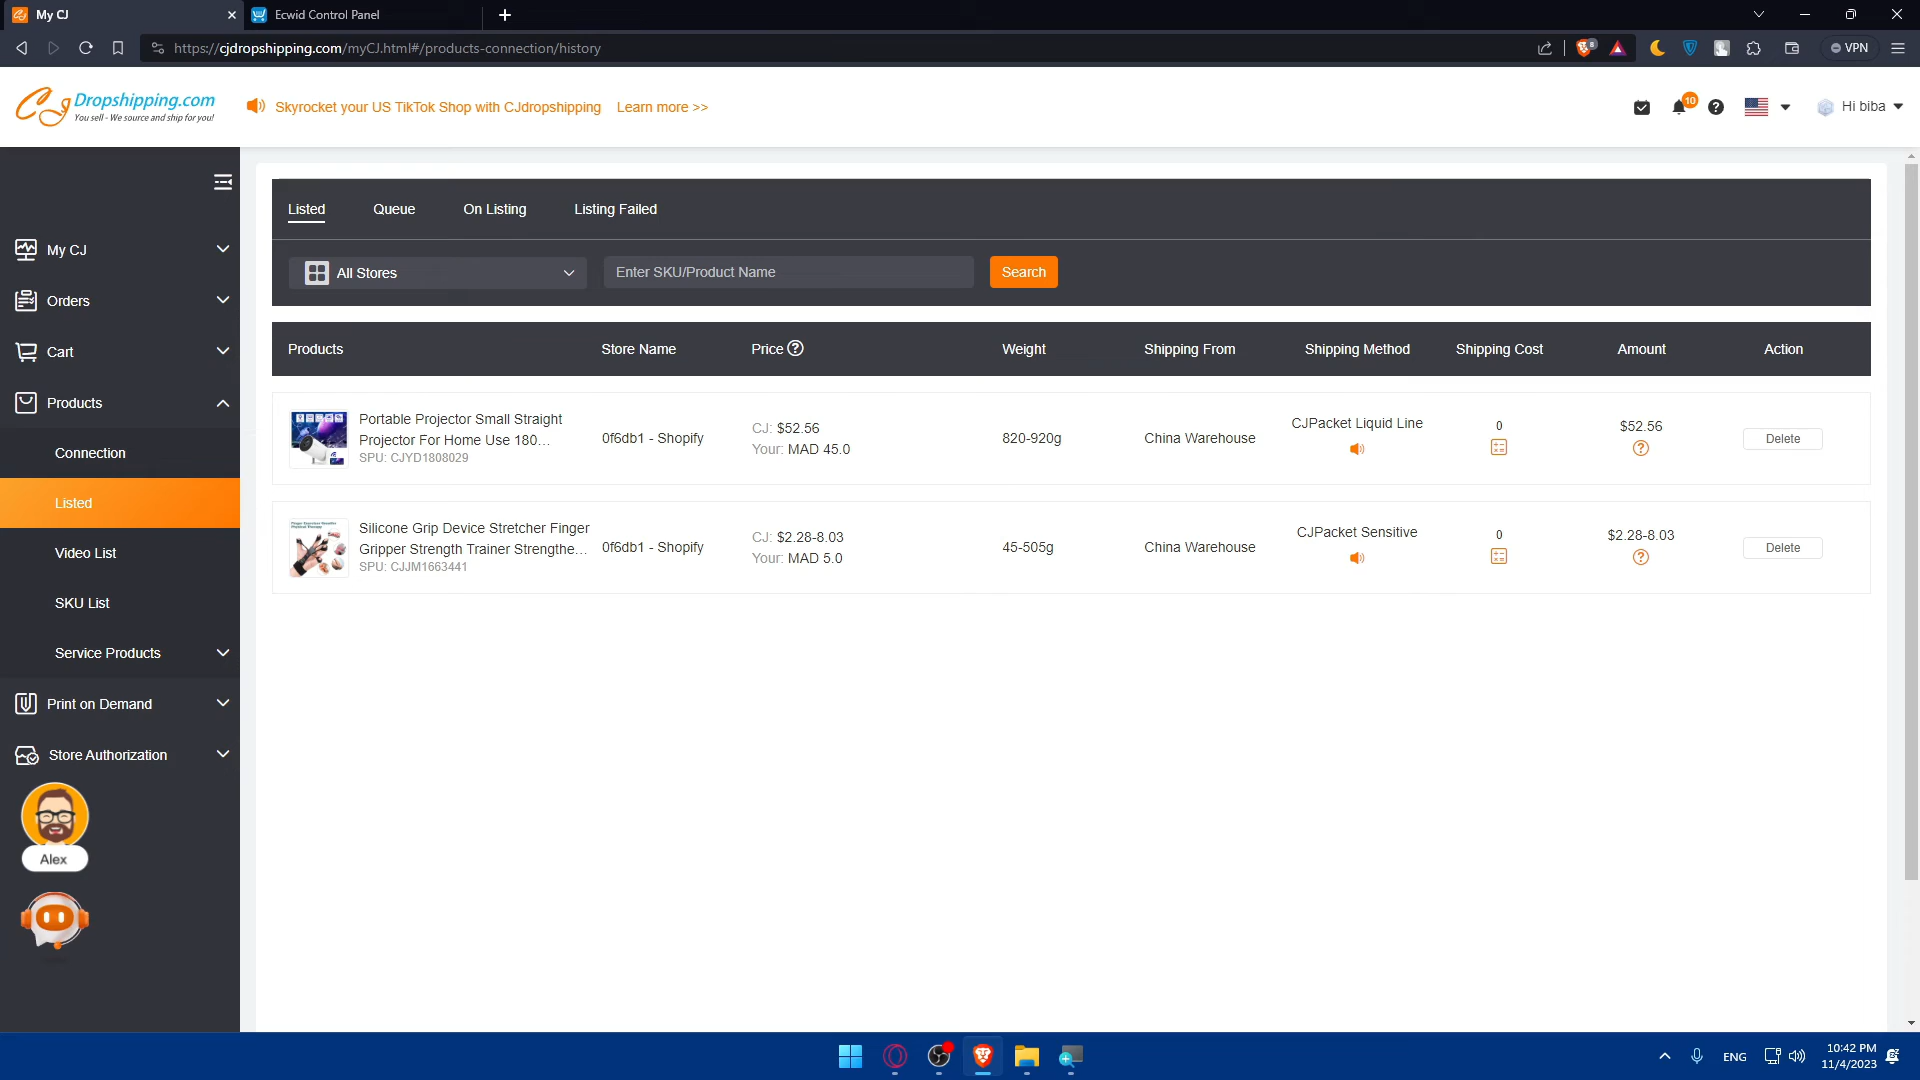 My CJ
Ecwid Control Panel
https://cjdropshipping.com/myCJ.html#/products-connection/history
8
VPN
CJ Dropshipping.com
You sell - We source and ship for you!
Skyrocket your US TikTok Shop with CJdropshipping Learn more >>
10
Hi biba
My CJ
Orders
Cart
Products
Connection
Listed
Video List
SKU List
Service Products
Print on Demand
Store Authorization
Alex
Listed Queue On Listing Listing Failed
All Stores
Enter SKU/Product Name
Search
Products Store Name Price Weight Shipping From Shipping Method Shipping Cost Amount Action
Portable Projector Small Straight
Projector For Home Use 180...
SPU: CJYD1808029
0f6db1 - Shopify
CJ: $52.56
Your: MAD 45.0
820-920g
China Warehouse
CJPacket Liquid Line
0
$52.56
Delete
Silicone Grip Device Stretcher Finger
Gripper Strength Trainer Strengthe...
SPU: CJJM1663441
0f6db1 - Shopify
CJ: $2.28-8.03
Your: MAD 5.0
45-505g
China Warehouse
CJPacket Sensitive
0
$2.28-8.03
Delete
ENG
10:42 PM
11/4/2023